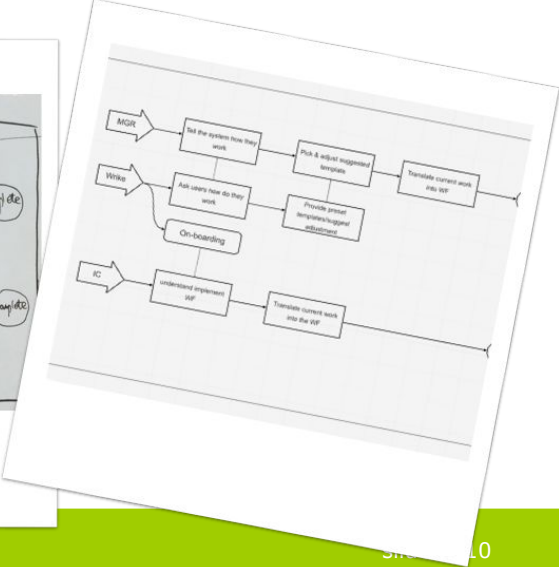 MGR
Tell the system how they
work
Pick & adjust suggested
template
Translate current work
into WF
Wrike
Ask users how do they
work
Provide preset
templates/suggest
adjustment
On-boarding
IC
understand implement
WF
Translate current work
into the WF
10